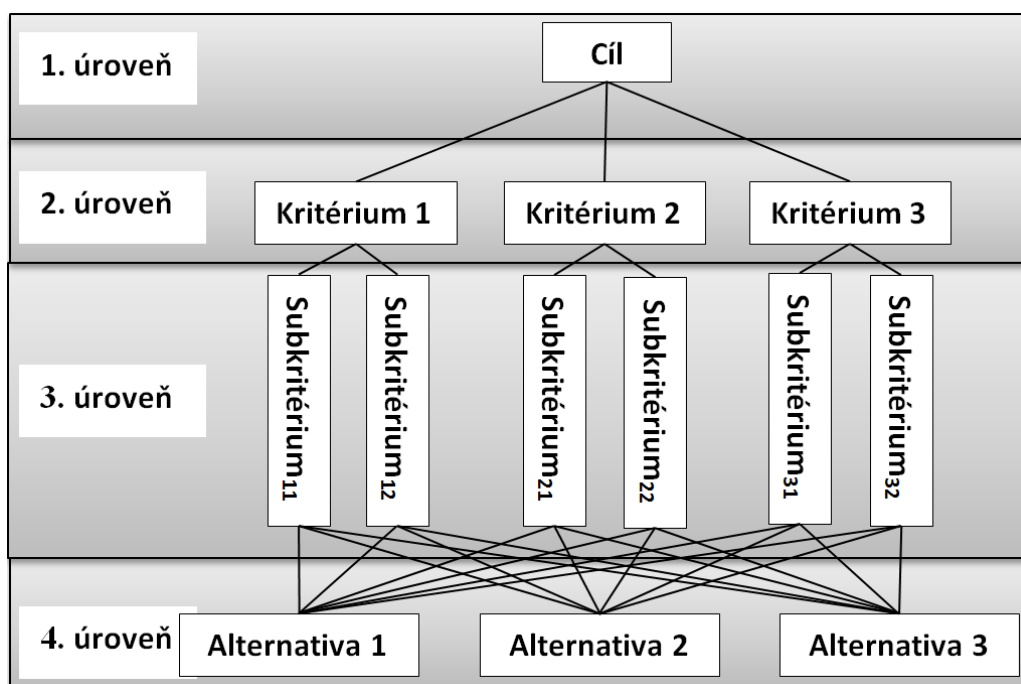 1. úroveň
Cíl
2. úroveň
Kritérium 1
Kritérium 2
Kritérium 3
3. úroveň
Subkritérium11
Subkritérium12
Subkritérium21
Subkritérium22
Subkritérium31
Subkritérium32
4. úroveň
Alternativa 1
Alternativa 2
Alternativa 3